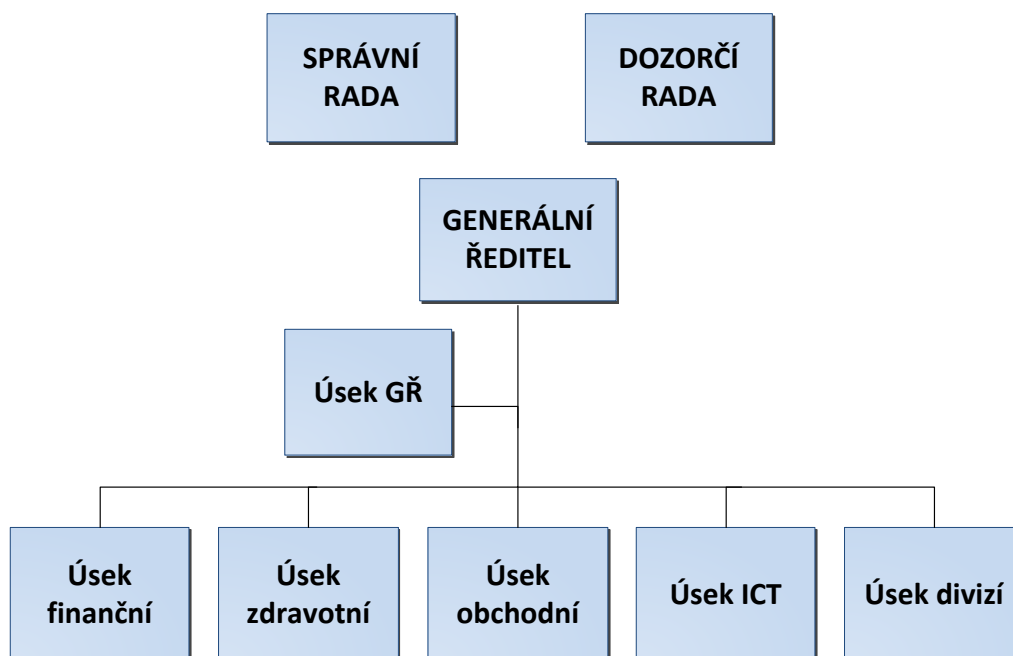 SPRÁVNÍ
RADA
DOZORČÍ
RADA
GENERÁLNÍ
ŘEDITEL
Úsek GŘ
Úsek
finanční
Úsek
zdravotní
Úsek
obchodní
Úsek ICT
Úsek divizí